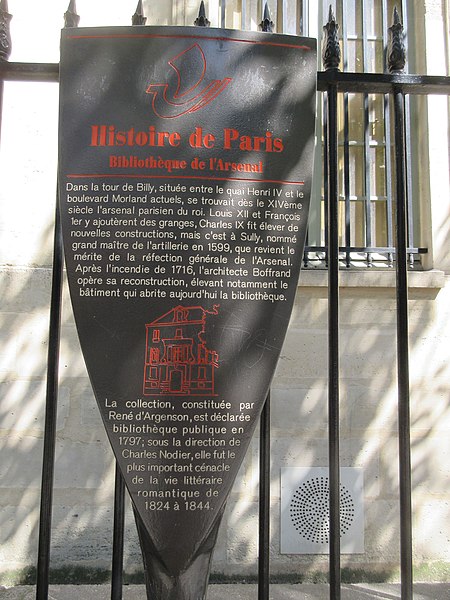 Histoire de Paris
Bibliothèque de l'Arsenal
Dans la tour de Billy, située entre le quai Henri IV et le
boulevard Morland actuels, se trouvait dès le XIVème
siècle l'arsenal parisien du roi. Louis XII et François
1er y ajoutèrent des granges, Charles IX fit élever de
nouvelles constructions, mais c'est à Sully, nommé
grand maître de l'artillerie en 1599, que revient le
mérite de la réfection générale de l'Arsenal.
Après l'incendie de 1716, l'architecte Boffrand
opère sa reconstruction, élevant notamment le
bâtiment qui abrite aujourd'hui la bibliothèque.
La collection, constituée par
René d'Argenson, est déclarée
bibliothèque publique en
1797; sous la direction de
Charles Nodier, elle fut le
plus important cénacle
de la vie littéraire
romantique de
1824 à 1844.